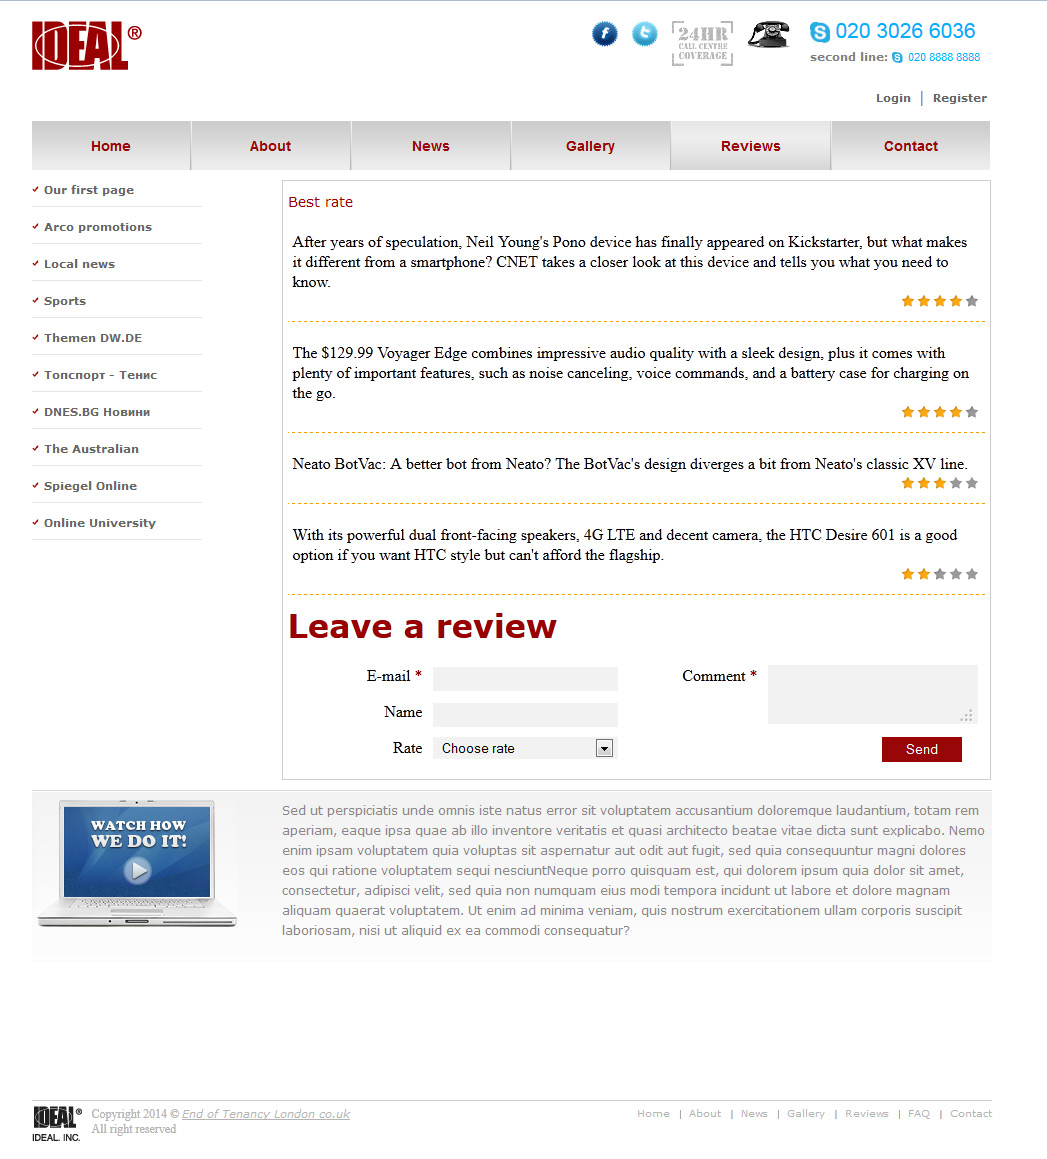 IDEAL®
f t 24HR
CALL CENTRE
COVERAGE
020 3026 6036
second line: 020 8888 8888
Login | Register
Home About News Gallery Reviews Contact
Our first page
Arco promotions
Local news
Sports
Themen DW.DE
Топспорт - Тенис
DNES.BG Новини
The Australian
Spiegel Online
Online University
Best rate
After years of speculation, Neil Young's Pono device has finally appeared on Kickstarter, but what makes
it different from a smartphone? CNET takes a closer look at this device and tells you what you need to
know.
The $129.99 Voyager Edge combines impressive audio quality with a sleek design, plus it comes with
plenty of important features, such as noise canceling, voice commands, and a battery case for charging on
the go.
Neato BotVac: A better bot from Neato? The BotVac's design diverges a bit from Neato's classic XV line.
With its powerful dual front-facing speakers, 4G LTE and decent camera, the HTC Desire 601 is a good
option if you want HTC style but can't afford the flagship.
Leave a review
E-mail *
Name
Rate Choose rate
Comment *
Send
WATCH HOW
WE DO IT!
Sed ut perspiciatis unde omnis iste natus error sit voluptatem accusantium doloremque laudantium, totam rem
aperiam, eaque ipsa quae ab illo inventore veritatis et quasi architecto beatae vitae dicta sunt explicabo. Nemo
enim ipsam voluptatem quia voluptas sit aspernatur aut odit aut fugit, sed quia consequuntur magni dolores
eos qui ratione voluptatem sequi nesciuntNeque porro quisquam est, qui dolorem ipsum quia dolor sit amet,
consectetur, adipisci velit, sed quia non numquam eius modi tempora incidunt ut labore et dolore magnam
aliquam quaerat voluptatem. Ut enim ad minima veniam, quis nostrum exercitationem ullam corporis suscipit
laboriosam, nisi ut aliquid ex ea commodi consequatur?
IDEAL®
IDEAL. INC.
Copyright 2014 © End of Tenancy London co.uk
All right reserved
Home | About | News | Gallery | Reviews | FAQ | Contact